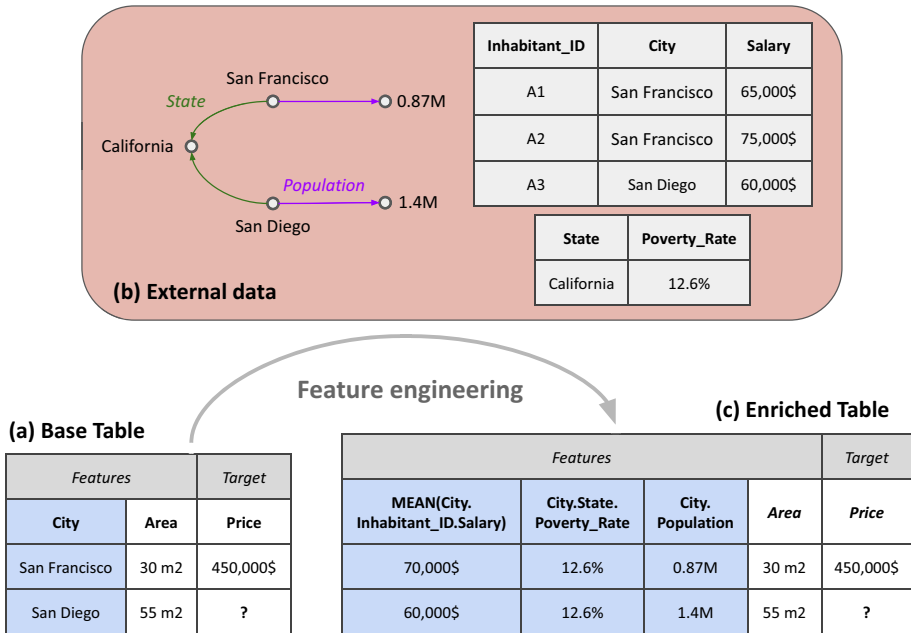 San Francisco
State
0.87M
California
Population
1.4M
San Diego
(b) External data
Inhabitant_ID City Salary
A1 San Francisco 65,000$
A2 San Francisco 75,000$
A3 San Diego 60,000$
State Poverty_Rate
California 12.6%
Feature engineering
(a) Base Table
Features Target
City Area Price
San Francisco 30 m2 450,000$
San Diego 55 m2 ?
(c) Enriched Table
Features Target
MEAN(City. City.State. City. Area Price
Inhabitant_ID.Salary) Poverty_Rate Population
70,000$ 12.6% 0.87M 30 m2 450,000$
60,000$ 12.6% 1.4M 55 m2 ?